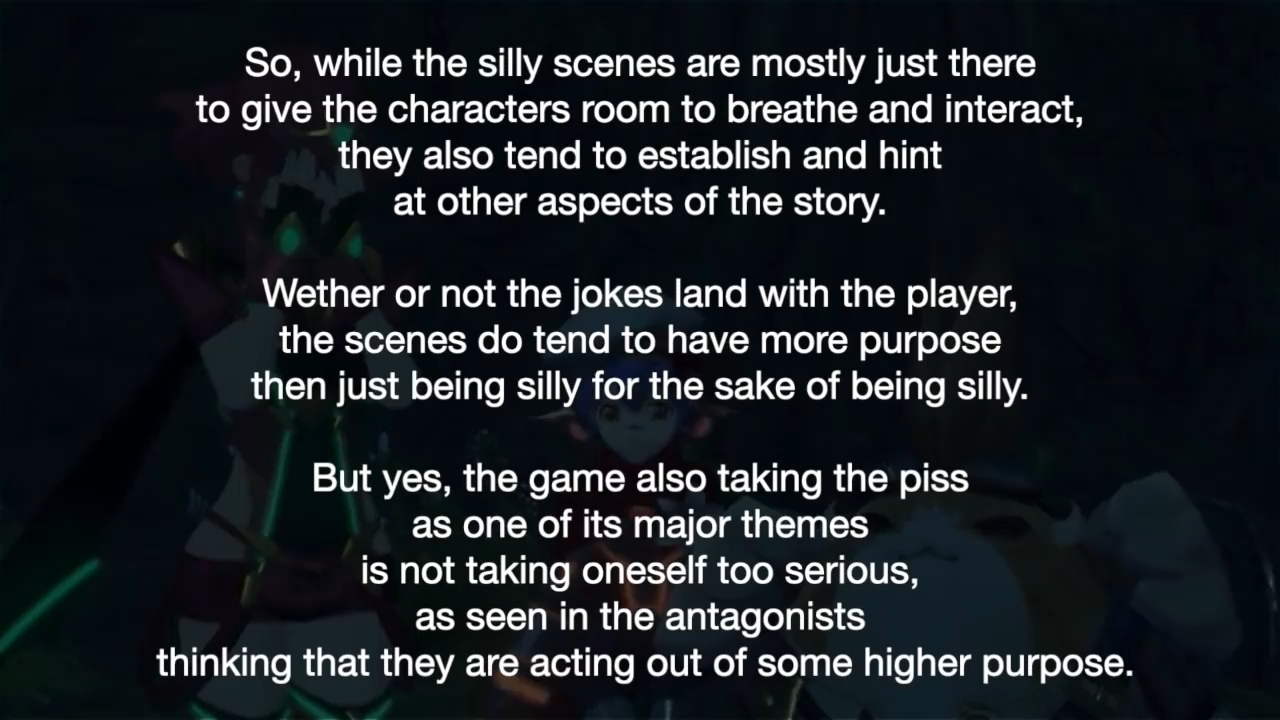 So, while the silly scenes are mostly just there
to give the characters room to breathe and interact,
they also tend to establish and hint
at other aspects of the story.
Wether or not the jokes land with the player,
the scenes do tend to have more purpose
then just being silly for the sake of being silly.
But yes, the game also taking the piss
as one of its major themes
is not taking oneself too serious,
as seen in the antagonists
thinking that they are acting out of some higher purpose.